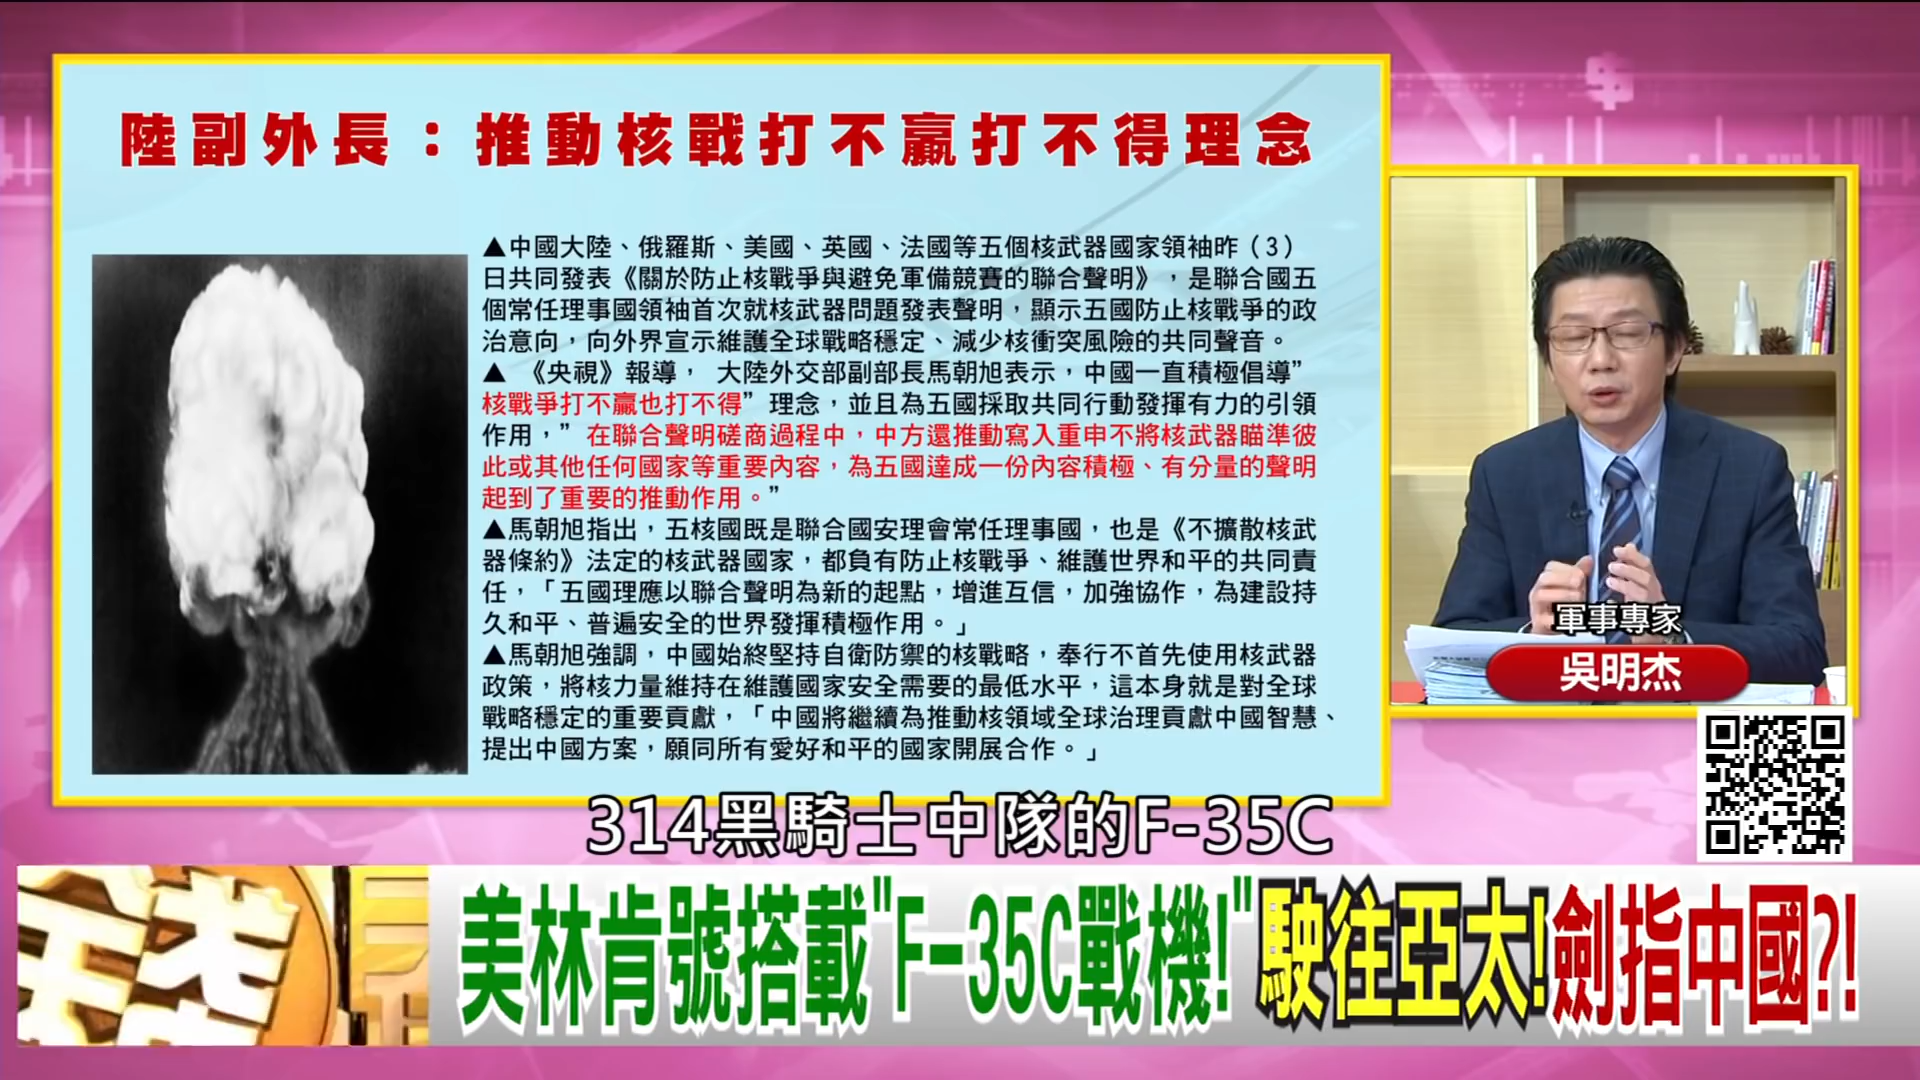 陸副外長：推動核戰打不贏打不得理念
▲中國大陸、俄羅斯、美國、英國、法國等五個核武器國家領袖昨（3）
日共同發表《關於防止核戰爭與避免軍備競賽的聯合聲明》，是聯合國五
個常任理事國領袖首次就核武器問題發表聲明，顯示五國防止核戰爭的政
治意向，向外界宣示維護全球戰略穩定、減少核衝突風險的共同聲音。
▲ 《央視》報導， 大陸外交部副部長馬朝旭表示，中國一直積極倡導”
核戰爭打不贏也打不得”理念，並且為五國採取共同行動發揮有力的引領
作用，”在聯合聲明磋商過程中，中方還推動寫入重申不將核武器瞄準彼
此或其他任何國家等重要內容，為五國達成一份內容積極、有分量的聲明
起到了重要的推動作用。”
▲馬朝旭指出，五核國既是聯合國安理會常任理事國，也是《不擴散核武
器條約》法定的核武器國家，都負有防止核戰爭、維護世界和平的共同責
任，「五國理應以聯合聲明為新的起點，增進互信，加強協作，為建設持
久和平、普遍安全的世界發揮積極作用。」
▲馬朝旭強調，中國始終堅持自衛防禦的核戰略，奉行不首先使用核武器
政策，將核力量維持在維護國家安全需要的最低水平，這本身就是對全球
戰略穩定的重要貢獻，「中國將繼續為推動核領域全球治理貢獻中國智慧、
提出中國方案，願同所有愛好和平的國家開展合作。」
軍事專家
吳明杰
314黑騎士中隊的F-35C
美林肯號搭載"F-35C戰機!"駛往亞太!劍指中國?!